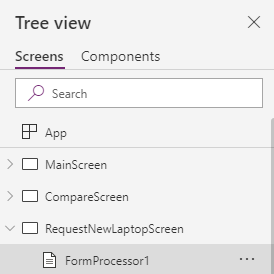 Tree view
Screens Components
Search
App
MainScreen
CompareScreen
RequestNewLaptopScreen
FormProcessor1